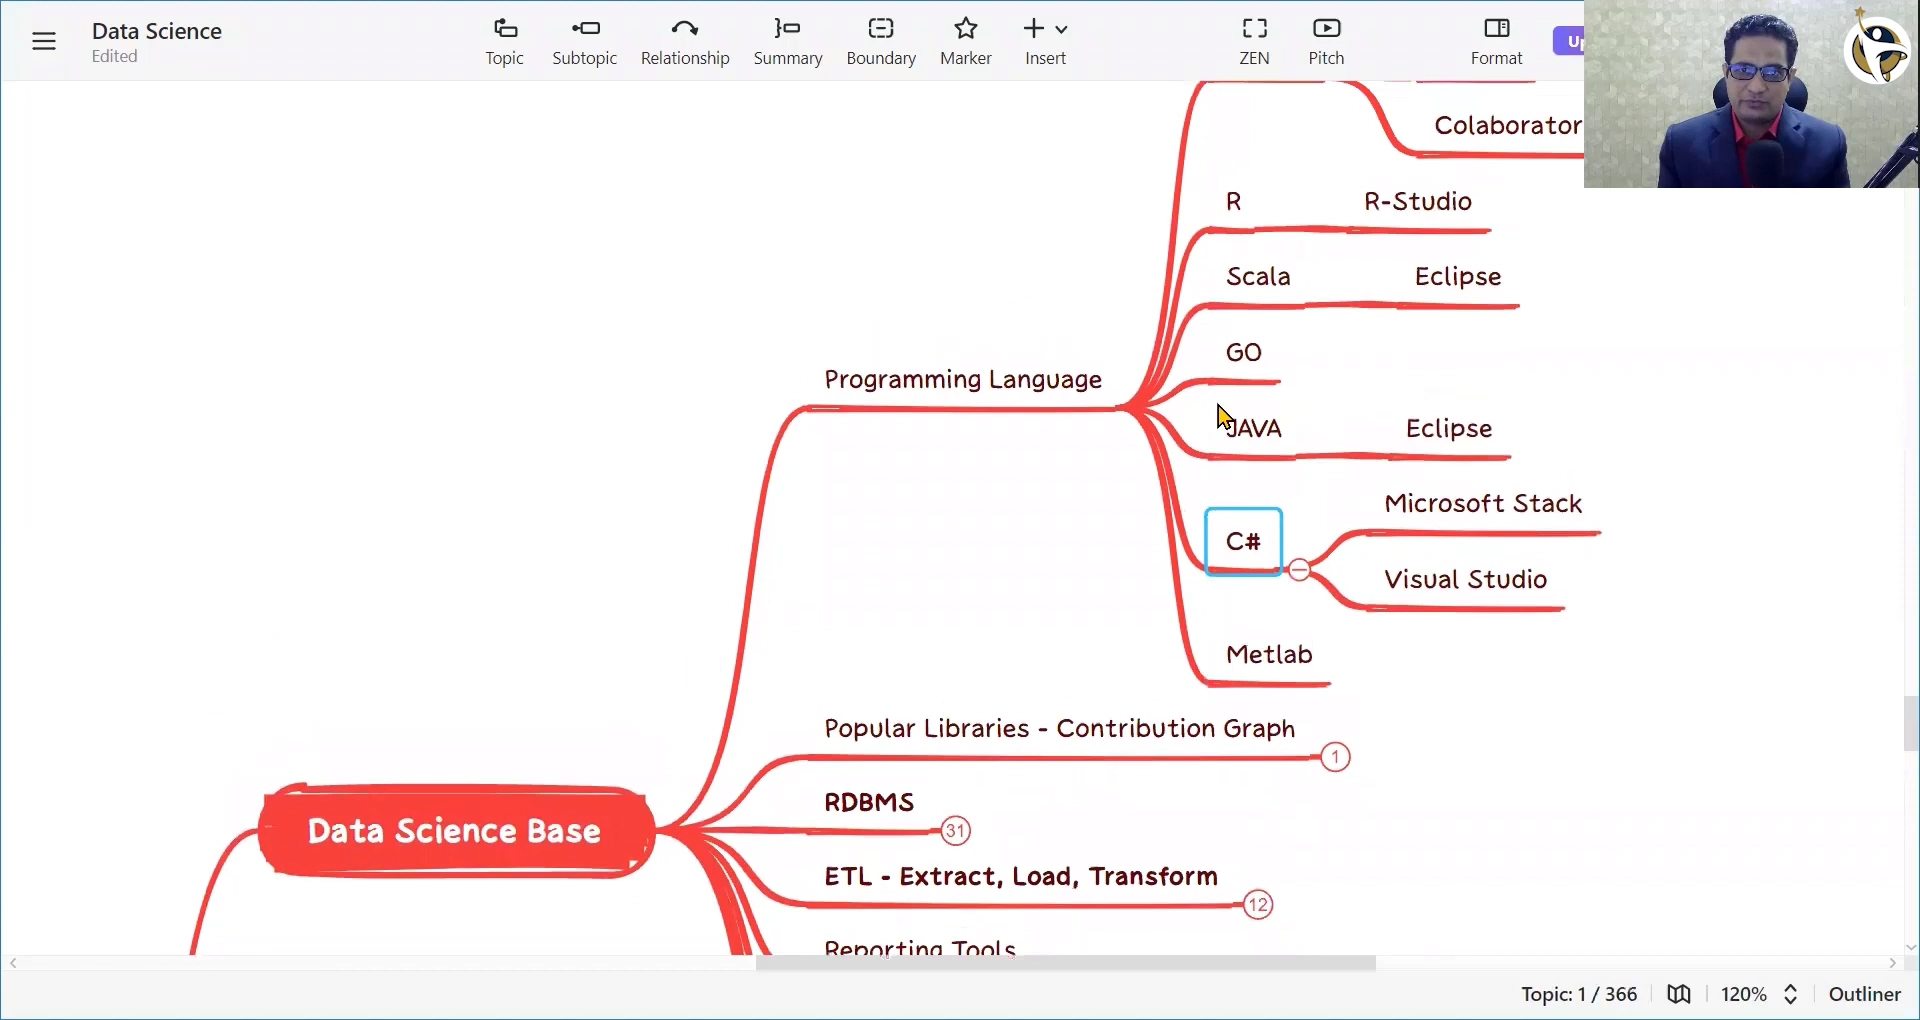 Data Science
Edited
Topic
Subtopic
Relationship
Summary
Boundary
Marker
Insert
ZEN
Pitch
Format
Up
Colaborator
R
R-Studio
Scala
Eclipse
GO
Programming Language
JAVA
Eclipse
Microsoft Stack
C#
Visual Studio
Metlab
Popular Libraries - Contribution Graph
1
RDBMS
31
Data Science Base
ETL - Extract, Load, Transform
12
Reporting Tools
Topic: 1 / 366
120%
Outliner